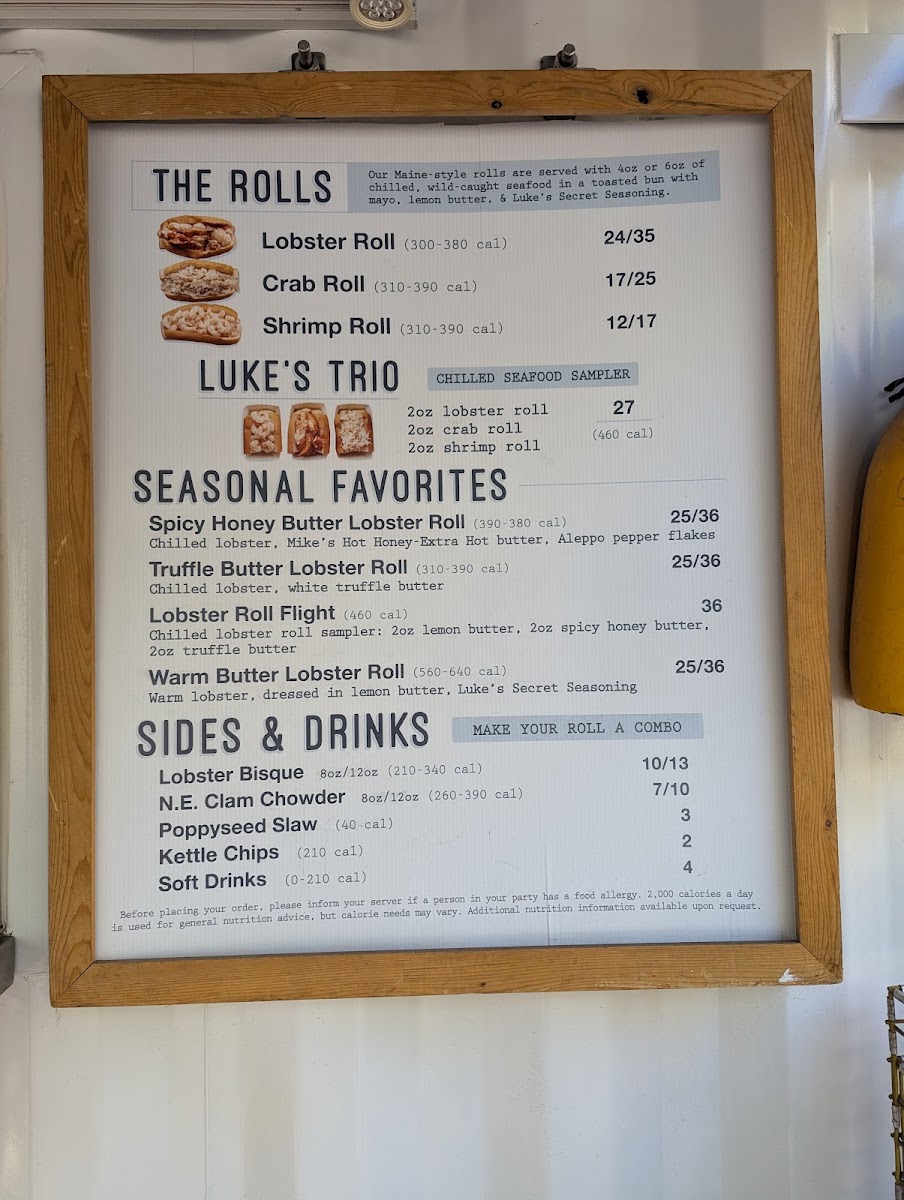 THE ROLLS
Our Maine-style rolls are served with 4oz or 6oz of
chilled, wild-caught seafood in a toasted bun with
mayo, lemon butter, & Luke's Secret Seasoning.
Lobster Roll (300-380 cal) 24/35
Crab Roll (310-390 cal) 17/25
Shrimp Roll (310-390 cal) 12/17
LUKE'S TRIO CHILLED SEAFOOD SAMPLER
2oz lobster roll 27
2oz crab roll (460 cal)
2oz shrimp roll
SEASONAL FAVORITES
Spicy Honey Butter Lobster Roll (390-380 cal) 25/36
Chilled lobster, Mike's Hot Honey-Extra Hot butter, Aleppo pepper flakes
Truffle Butter Lobster Roll (310-390 cal) 25/36
Chilled lobster, white truffle butter
Lobster Roll Flight (460 cal) 36
Chilled lobster roll sampler: 2oz lemon butter, 2oz spicy honey butter,
2oz truffle butter
Warm Butter Lobster Roll (560-640 cal) 25/36
Warm lobster, dressed in lemon butter, Luke's Secret Seasoning
SIDES & DRINKS MAKE YOUR ROLL A COMBO
Lobster Bisque 8oz/12oz (210-340 cal) 10/13
N.E. Clam Chowder 8oz/12oz (260-390 cal) 7/10
Poppyseed Slaw (40 cal) 3
Kettle Chips (210 cal) 2
Soft Drinks (0-210 cal) 4
Before placing your order, please inform your server if a person in your party has a food allergy. 2,000 calories a day
is used for general nutrition advice, but calorie needs may vary. Additional nutrition information available upon request.